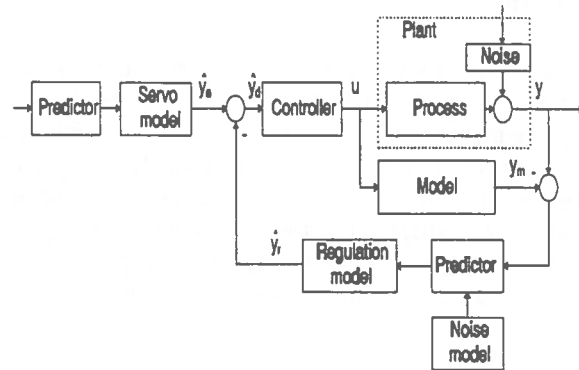 Plant
Noise
ŷs
ŷd
u
y
Predictor
Servo
model
-
Controller
Process
Model
ym -
ŷr
Regulation
model
Predictor
Noise
model